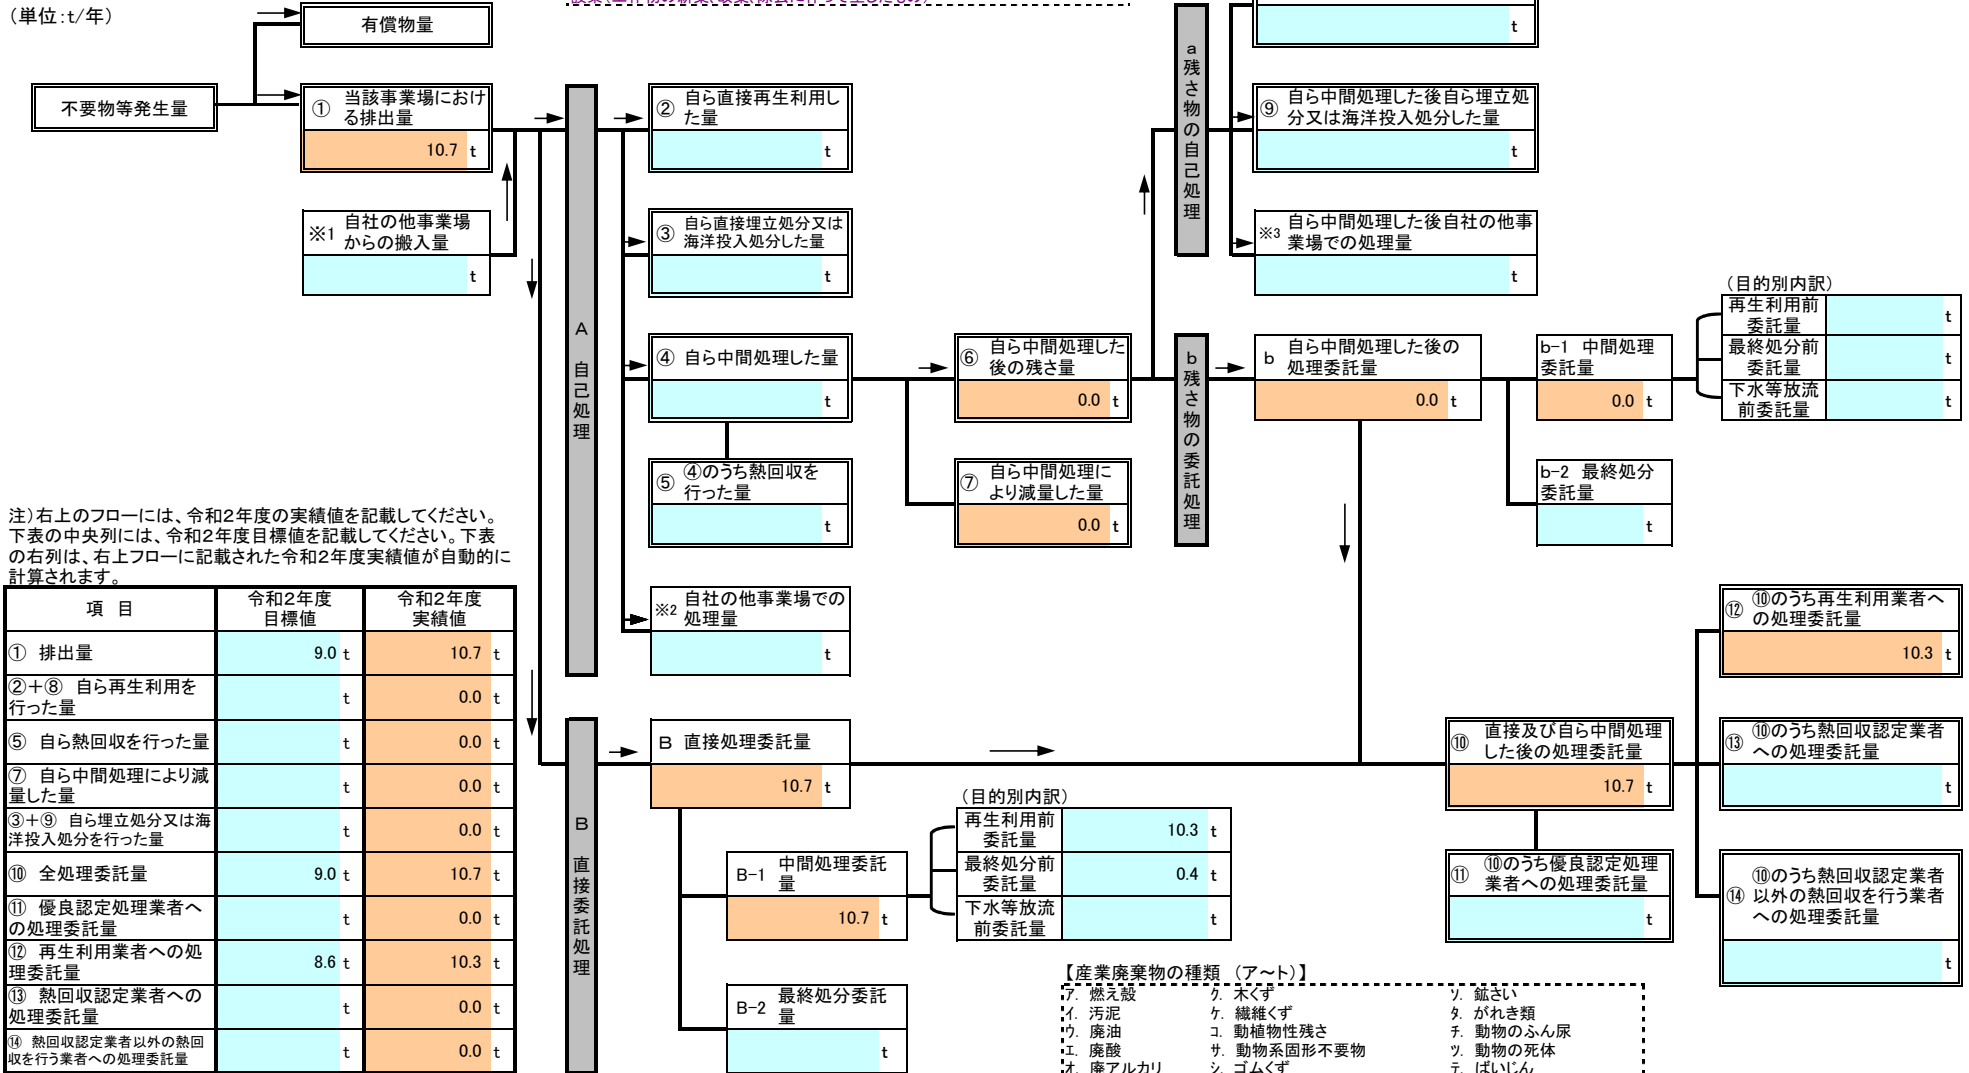 （単位:t/年）
有償物量
不要物等発生量
① 当該事業場におけ
る排出量
10.7 t
※1 自社の他事業場
からの搬入量
t
A 自己処理
② 自ら直接再生利用し
た量
t
③ 自ら直接埋立処分又は
海洋投入処分した量
t
④ 自ら中間処理した量
t
⑤ ④のうち熱回収を
行った量
t
※2 自社の他事業場での
処理量
t
⑥ 自ら中間処理した
後の残さ量
0.0 t
⑦ 自ら中間処理に
より減量した量
0.0 t
a 残さ物の自己処理
t
⑨ 自ら中間処理した後自ら埋立処
分又は海洋投入処分した量
t
※3 自ら中間処理した後自社の他事
業場での処理量
t
b 残さ物の委託処理
b 自ら中間処理した後の
処理委託量
0.0 t
b-1 中間処理
委託量
0.0 t
（目的別内訳）
再生利用前
委託量
t
最終処分前
委託量
t
下水等放流
前委託量
t
b-2 最終処分
委託量
t
注）右上のフローには、令和2年度の実績値を記載してください。
下表の中央列には、令和2年度目標値を記載してください。下表
の右列は、右上フローに記載された令和2年度実績値が自動的に
計算されます。
項 目 令和2年度 目標値 令和2年度 実績値
① 排出量 9.0 t 10.7 t
②＋⑧ 自ら再生利用を
行った量 t 0.0 t
⑤ 自ら熱回収を行った量 t 0.0 t
⑦ 自ら中間処理により減
量した量 t 0.0 t
③＋⑨ 自ら埋立処分又は海
洋投入処分を行った量 t 0.0 t
⑩ 全処理委託量 9.0 t 10.7 t
⑪ 優良認定処理業者へ
の処理委託量 t 0.0 t
⑫ 再生利用業者への処
理委託量 8.6 t 10.3 t
⑬ 熱回収認定業者への
処理委託量 t 0.0 t
⑭ 熱回収認定業者以外の熱回
収を行う業者への処理委託量 t 0.0 t
B 直接委託処理
B 直接処理委託量
10.7 t
B-1 中間処理委託
量
10.7 t
（目的別内訳）
再生利用前
委託量
10.3 t
最終処分前
委託量
0.4 t
下水等放流
前委託量
t
B-2 最終処分委託
量
t
⑩ 直接及び自ら中間処理
した後の処理委託量
10.7 t
⑪ ⑩のうち優良認定処理
業者への処理委託量
t
⑫ ⑩のうち再生利用業者へ
の処理委託量
10.3 t
⑬ ⑩のうち熱回収認定業者
への処理委託量
t
⑭ ⑩のうち熱回収認定業者
以外の熱回収を行う業者
への処理委託量
t
【産業廃棄物の種類 （ア～ト）】
ア. 燃え殻 ク. 木くず ソ. 鉱さい
イ. 汚泥 ケ. 繊維くず タ. がれき類
ウ. 廃油 コ. 動植物性残さ チ. 動物のふん尿
エ. 廃酸 サ. 動物系固形不要物 ツ. 動物の死体
オ. 廃アルカリ シ. ゴムくず テ. ばいじん